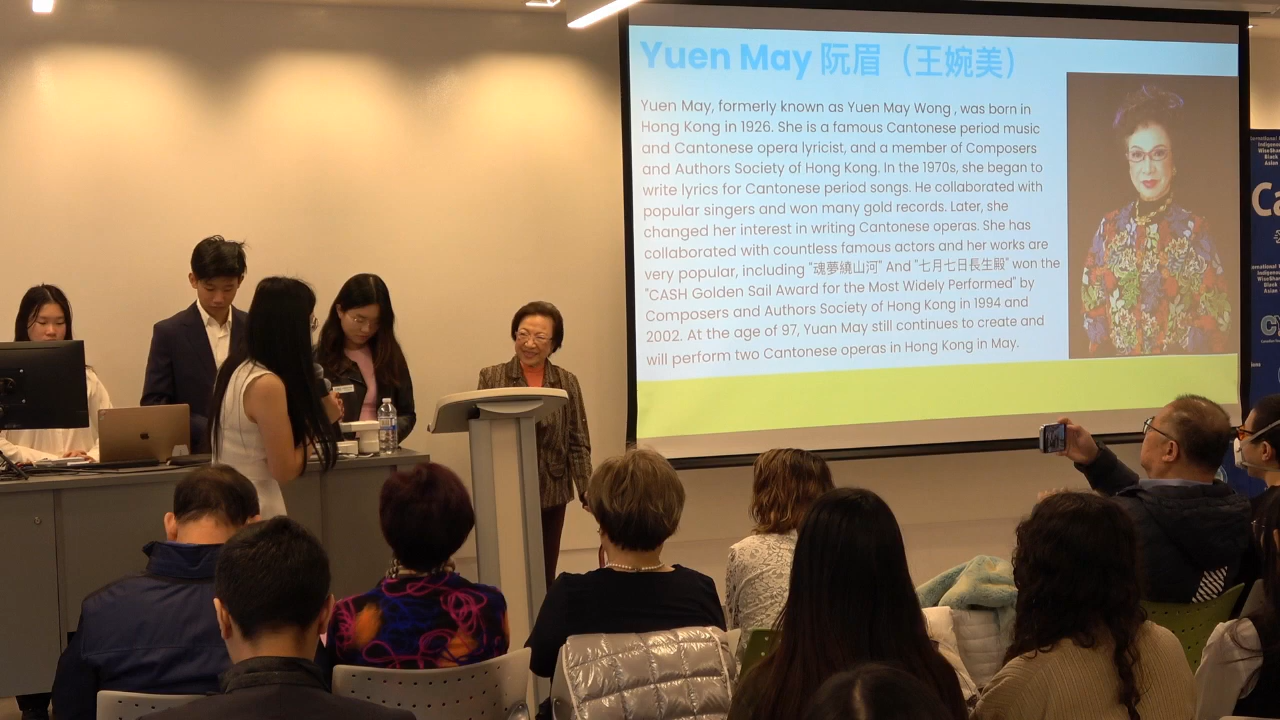 Yuen May 阮眉（王婉美）
Yuen May, formerly known as Yuen May Wong , was born in
Hong Kong in 1926. She is a famous Cantonese period music
and Cantonese opera lyricist, and a member of Composers
and Authors Society of Hong Kong. In the 1970s, she began to
write lyrics for Cantonese period songs. He collaborated with
popular singers and won many gold records. Later, she
changed her interest in writing Cantonese operas. She has
collaborated with countless famous actors and her works are
very popular, including "魂夢繞山河" And "七月七日長生殿" won the
"CASH Golden Sail Award for the Most Widely Performed" by
Composers and Authors Society of Hong Kong in 1994 and
2002. At the age of 97, Yuan May still continues to create and
will perform two Cantonese operas in Hong Kong in May.
Indigenous
Black
Asian
Ca
Indigenous
Black
Asian